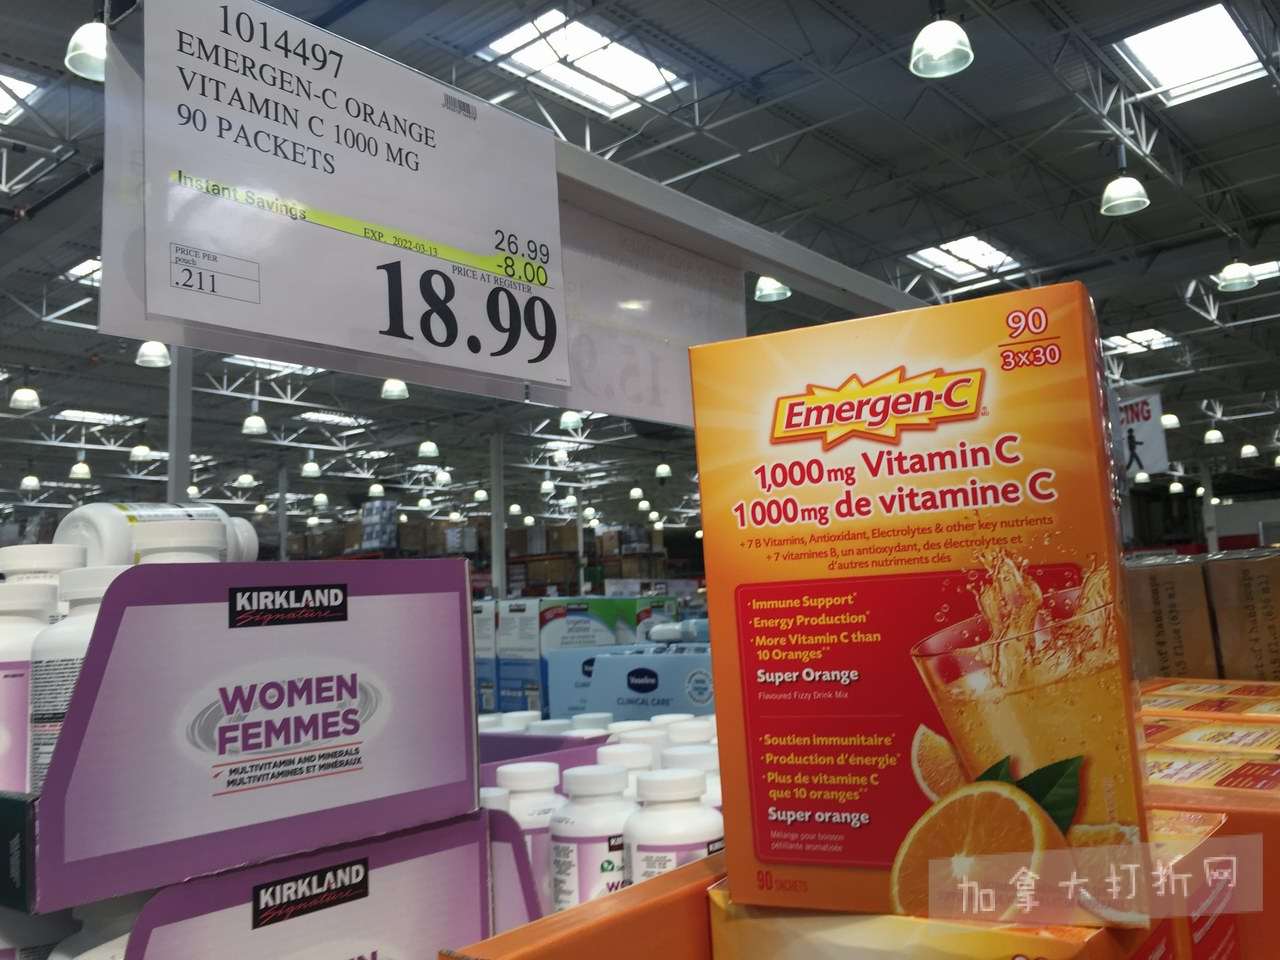 1014497
EMERGEN-C ORANGE
VITAMIN C 1000 MG
90 PACKETS
Instant Savings
EXP. 2022-03-13
26.99
-8.00
PRICE PER
pouch
.211
PRICE AT REGISTER
18.99
90
3x30
Emergen-C
1,000mg Vitamin C
1000mg de vitamine C
+ 7 B Vitamins, Antioxidant, Electrolytes & other key nutrients
+ 7 vitamines B, un antioxydant, des électrolytes et
d'autres nutriments clés
• Immune Support*
• Energy Production*
• More Vitamin C than
10 Oranges**
Super Orange
Flavoured Fizzy Drink Mix
• Soutien immunitaire*
• Production d'énergie*
• Plus de vitamine C
que 10 oranges**
Super orange
Mélange pour boisson
pétillante aromatisée
90 SACHETS
KIRKLAND
Signature
WOMEN
FEMMES
MULTIVITAMIN AND MINERALS
MULTIVITAMINES ET MINÉRAUX
KIRKLAND
Signature
Vaseline
CLINICAL CARE
加拿大打折网